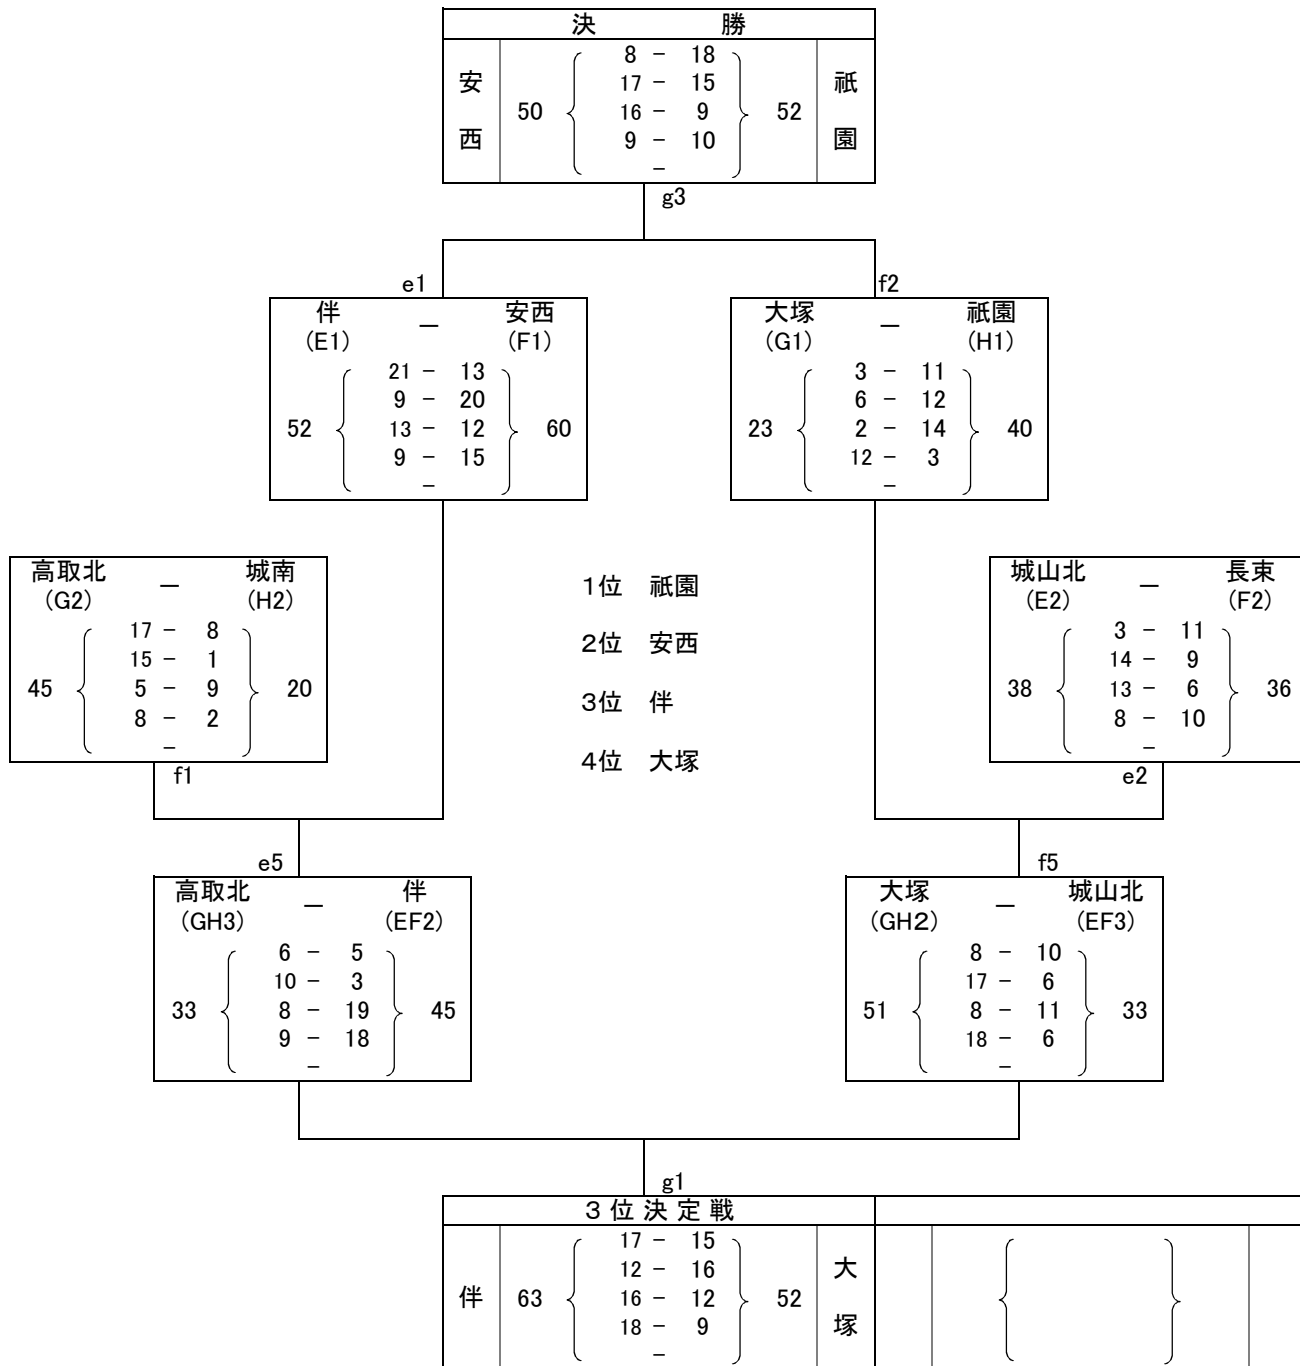 決 勝
安西 50 8 － 18 52 祇園
17 － 15
16 － 9
9 － 10
－
g3
e1
f2
伴 － 安西
(E1) (F1)
21 － 13
9 － 20
52 13 － 12 60
9 － 15
－
大塚 － 祇園
(G1) (H1)
3 － 11
6 － 12
23 2 － 14 40
12 － 3
－
高取北 － 城南
(G2) (H2)
17 － 8
15 － 1
45 5 － 9 20
8 － 2
－
f1
1位 祇園
2位 安西
3位 伴
4位 大塚
城山北 － 長束
(E2) (F2)
3 － 11
14 － 9
38 13 － 6 36
8 － 10
－
e2
e5
高取北 － 伴
(GH3) (EF2)
6 － 5
10 － 3
33 8 － 19 45
9 － 18
－
f5
大塚 － 城山北
(GH2) (EF3)
8 － 10
17 － 6
51 8 － 11 33
18 － 6
－
g1
3 位 決 定 戦
17 － 15
12 － 16
伴 63 16 － 12 52 大塚
18 － 9
－